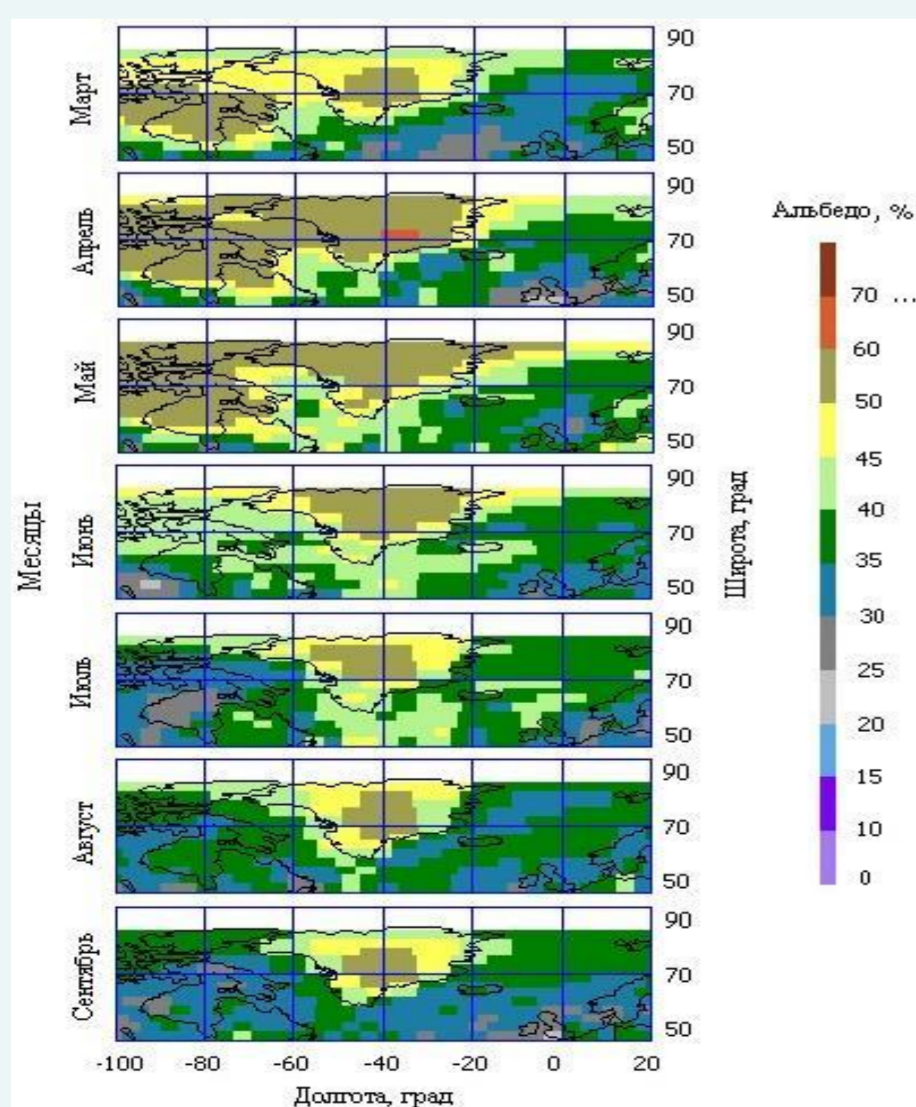 Месяцы
Март
90
70
50
Апрель
90
70
50
Май
90
70
50
Июнь
90
70
50
Июль
90
70
50
Август
90
70
50
Сентябрь
90
70
50
-100 -80 -60 -40 -20 0 20
Долгота, град
Широта, град
Альбедо, %
70 ...
60
50
45
40
35
30
25
20
15
10
0